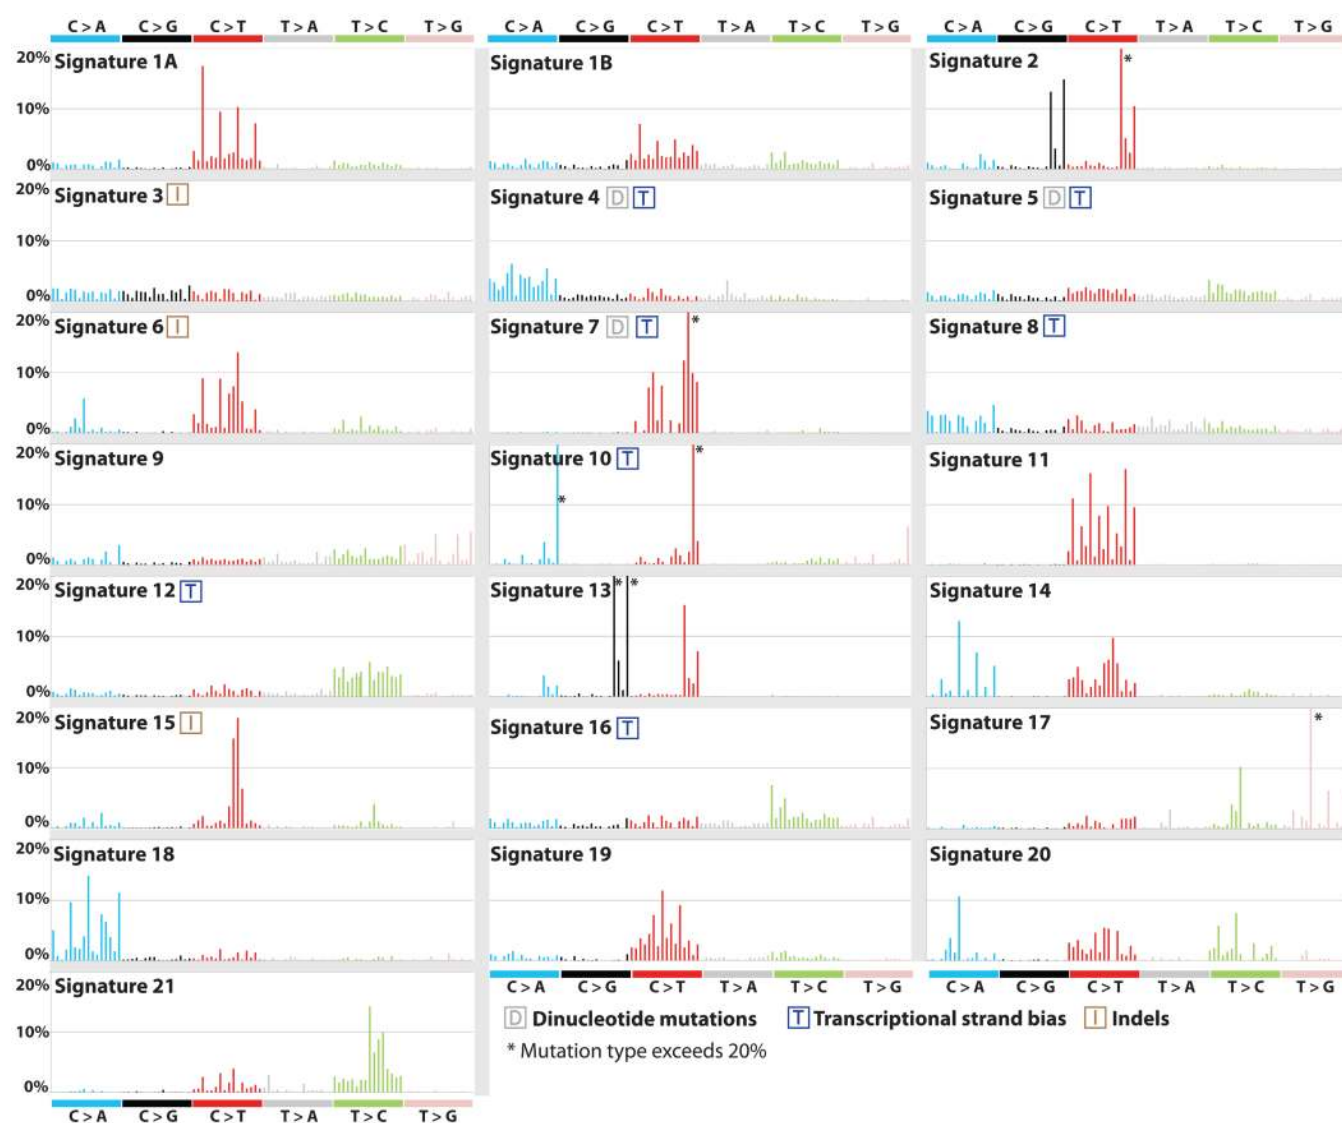 C > A C > G C > T T > A T > C T > G C > A C > G C > T T > A T > C T > G C > A C > G C > T T > A T > C T > G
20% Signature 1A Signature 1B Signature 2 *
10%
0%
20% Signature 3 I Signature 4 D T Signature 5 D T
10%
0%
20% Signature 6 I Signature 7 D T * Signature 8 T
10%
0%
20% Signature 9 Signature 10 T * Signature 11
10% *
0%
20% Signature 12 T Signature 13 * * Signature 14
10%
0%
20% Signature 15 I Signature 16 T Signature 17 *
10%
0%
20% Signature 18 Signature 19 Signature 20
10%
0%
20% Signature 21 C > A C > G C > T T > A T > C T > G C > A C > G C > T T > A T > C T > G
10% D Dinucleotide mutations T Transcriptional strand bias I Indels
* Mutation type exceeds 20%
0%
C > A C > G C > T T > A T > C T > G